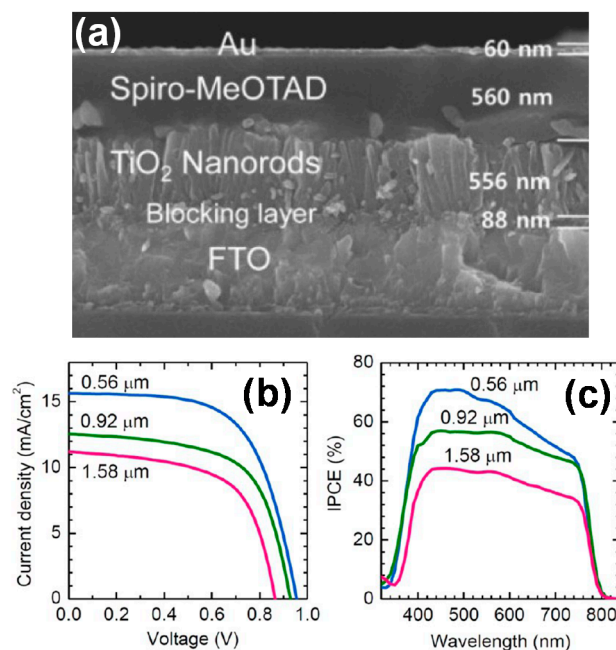 (a)
Au
60 nm
Spiro-MeOTAD
560 nm
TiO2 Nanorods
556 nm
Blocking layer
88 nm
FTO
(b)
Current density (mA/cm2)
15
10
5
0
0.56 μm
0.92 μm
1.58 μm
0.0 0.2 0.4 0.6 0.8 1.0
Voltage (V)
(c)
IPCE (%)
80
60
40
20
0
0.56 μm
0.92 μm
1.58 μm
400 500 600 700 800
Wavelength (nm)